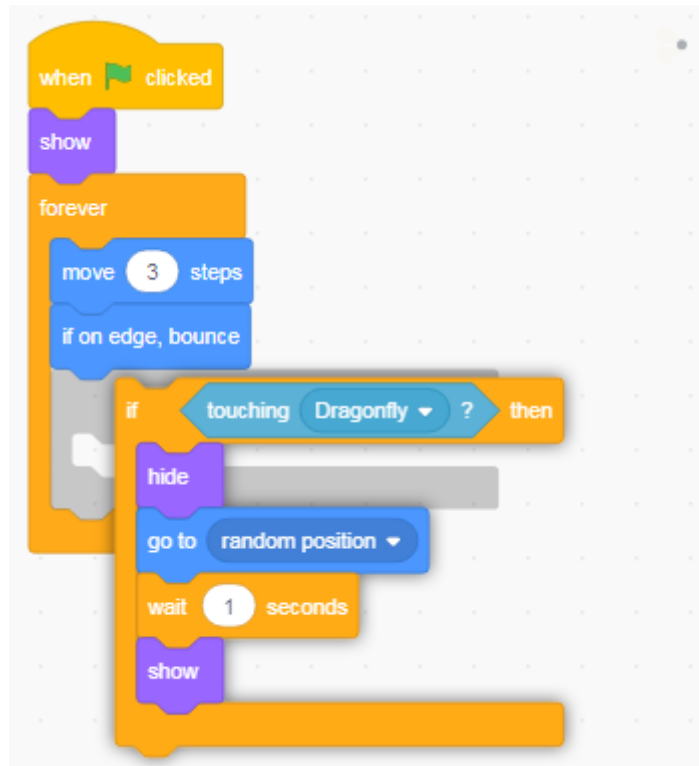 when clicked
show
forever
move 3 steps
if on edge, bounce
if touching Dragonfly ? then
hide
go to random position
wait 1 seconds
show